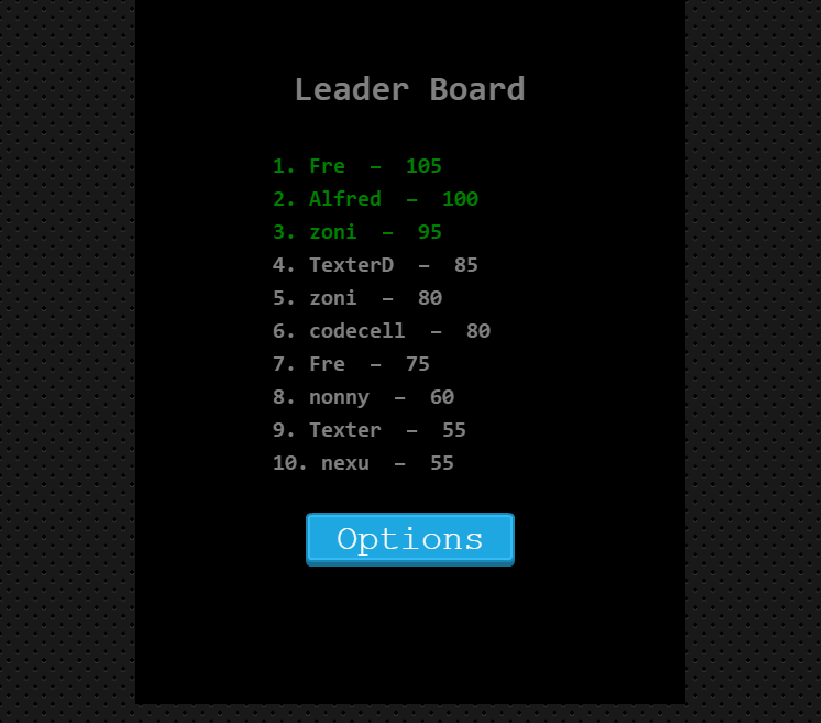 Leader Board
1. Fre – 105
2. Alfred – 100
3. zoni – 95
4. TexterD – 85
5. zoni – 80
6. codecell – 80
7. Fre – 75
8. nonny – 60
9. Texter – 55
10. nexu – 55
Options